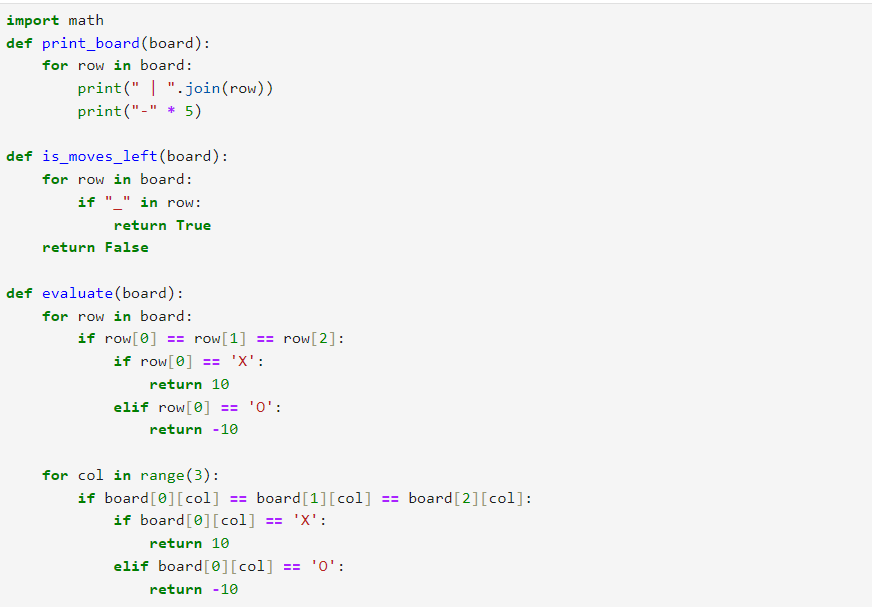 import math
def print_board(board):
    for row in board:
        print(" | ".join(row))
        print("-" * 5)

def is_moves_left(board):
    for row in board:
        if "_" in row:
            return True
    return False

def evaluate(board):
    for row in board:
        if row[0] == row[1] == row[2]:
            if row[0] == 'X':
                return 10
            elif row[0] == 'O':
                return -10

    for col in range(3):
        if board[0][col] == board[1][col] == board[2][col]:
            if board[0][col] == 'X':
                return 10
            elif board[0][col] == 'O':
                return -10